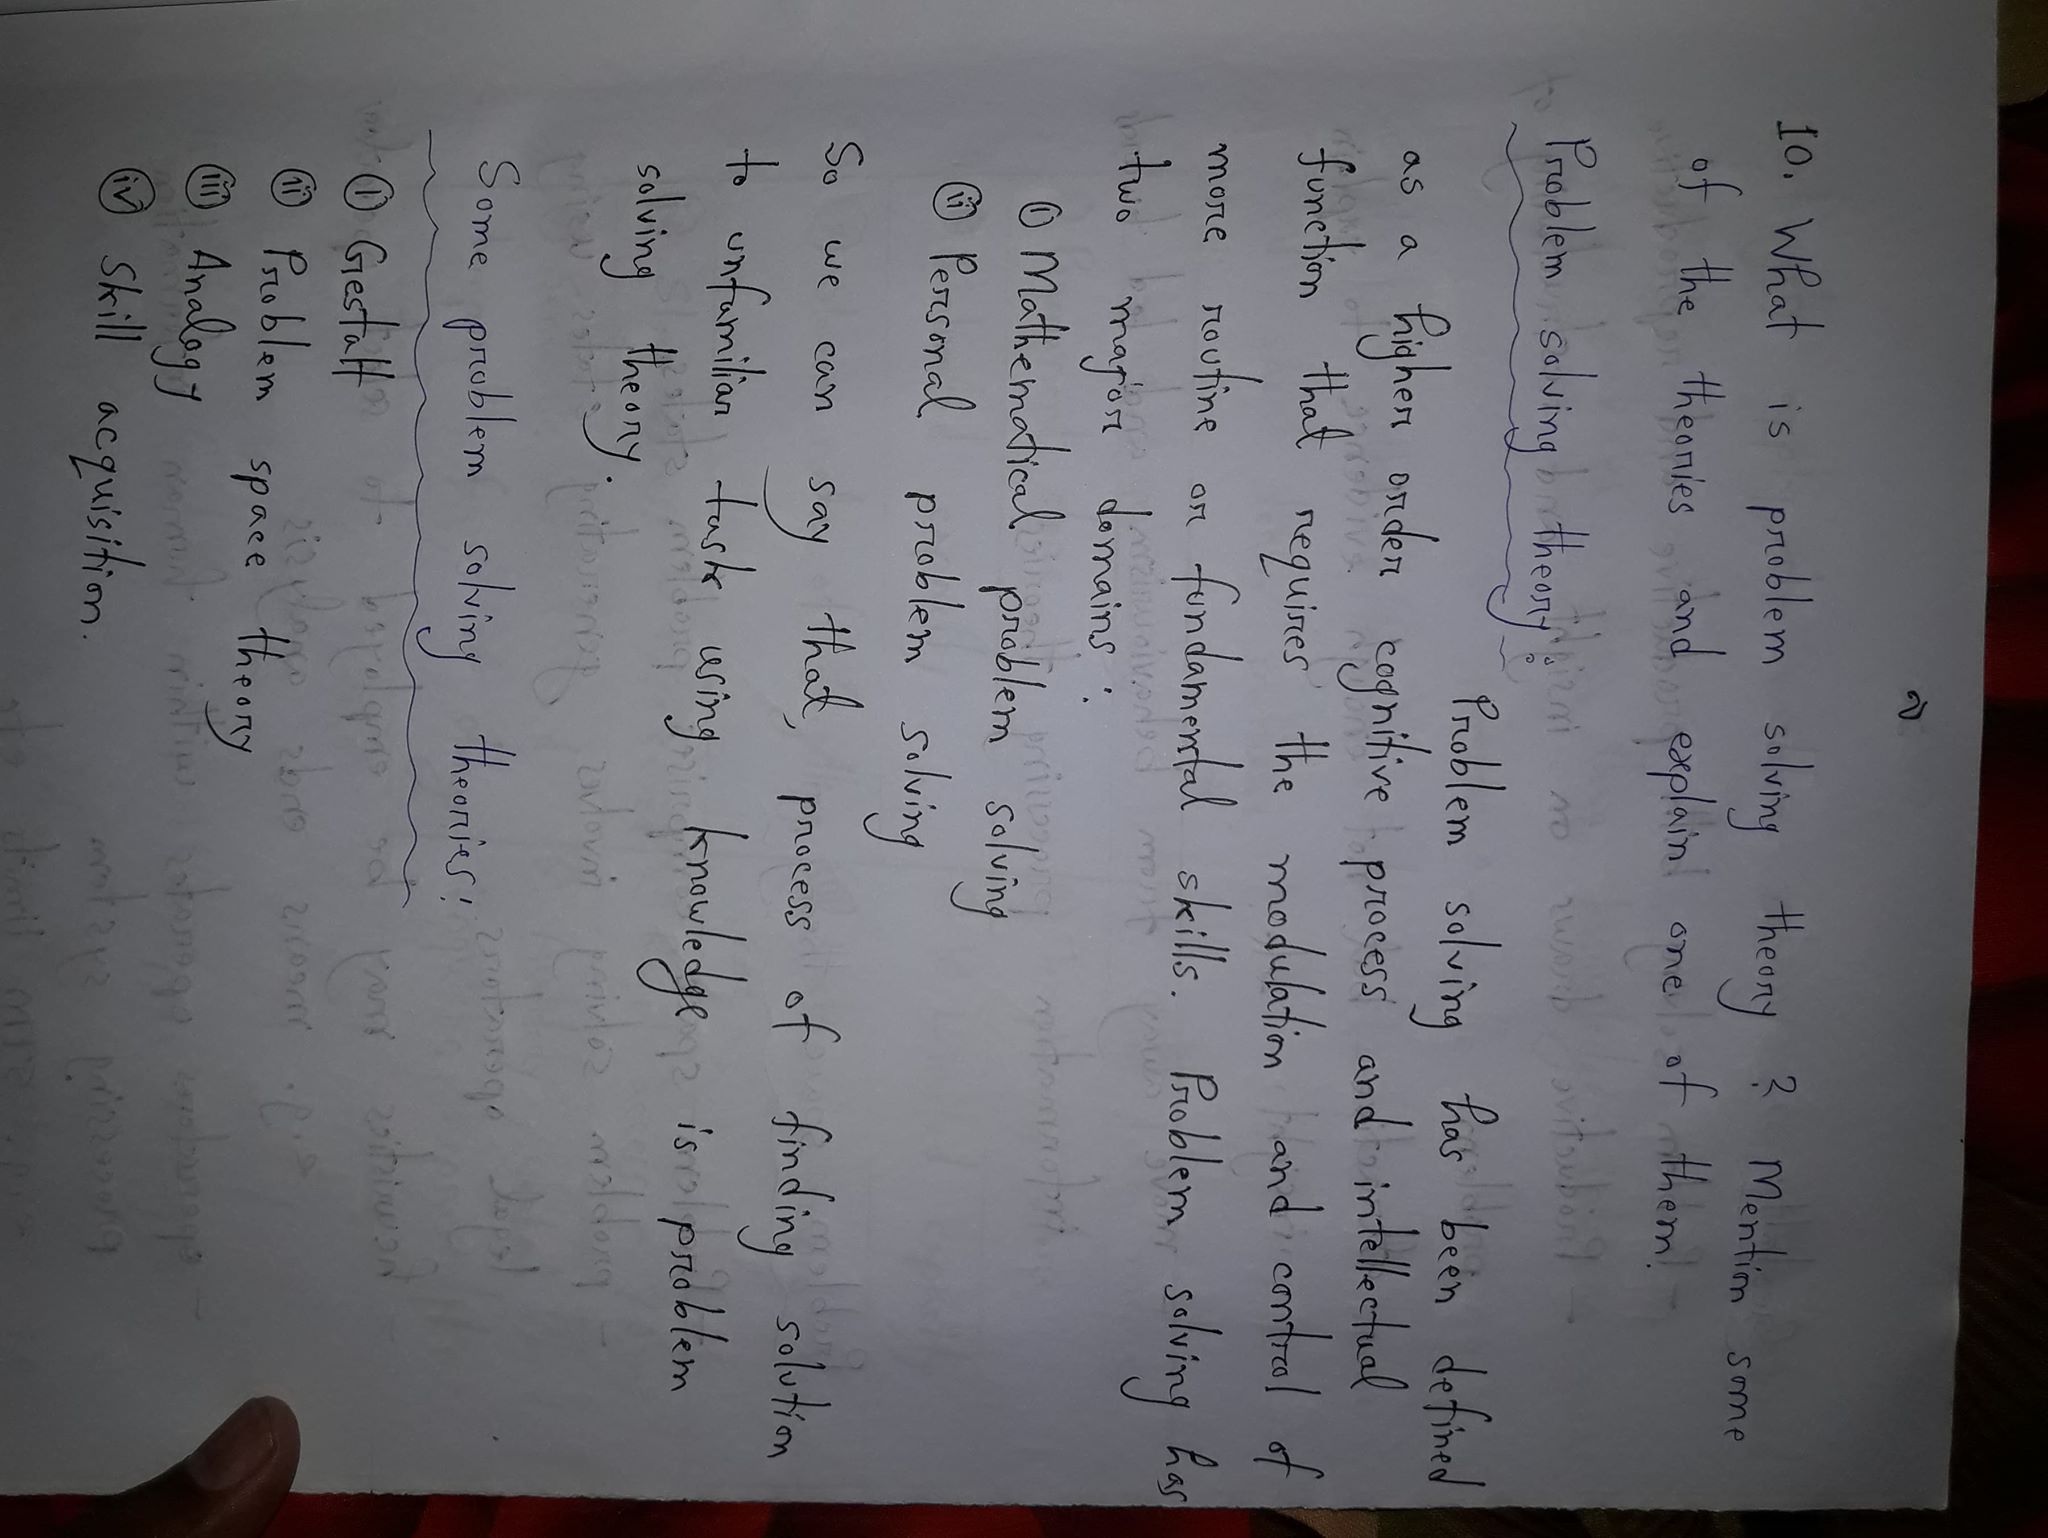 10. What is problem solving theory? Mention some
of the theories and explain one of them.
Problem solving theory:
Problem solving has been defined
as a higher order cognitive process and intellectual
function that requires the modulation and control of
more routine or fundamental skills. Problem solving has
two magor domains:
(i) Mathematical problem solving
(ii) Personal problem solving
So we can say that, process of finding solution
to unfamiliar task using knowledge is problem
solving theory.
Some problem solving theories:
(i) Gestalt
(ii) Problem space theory
(iii) Analogy
(iv) Skill acquisition.